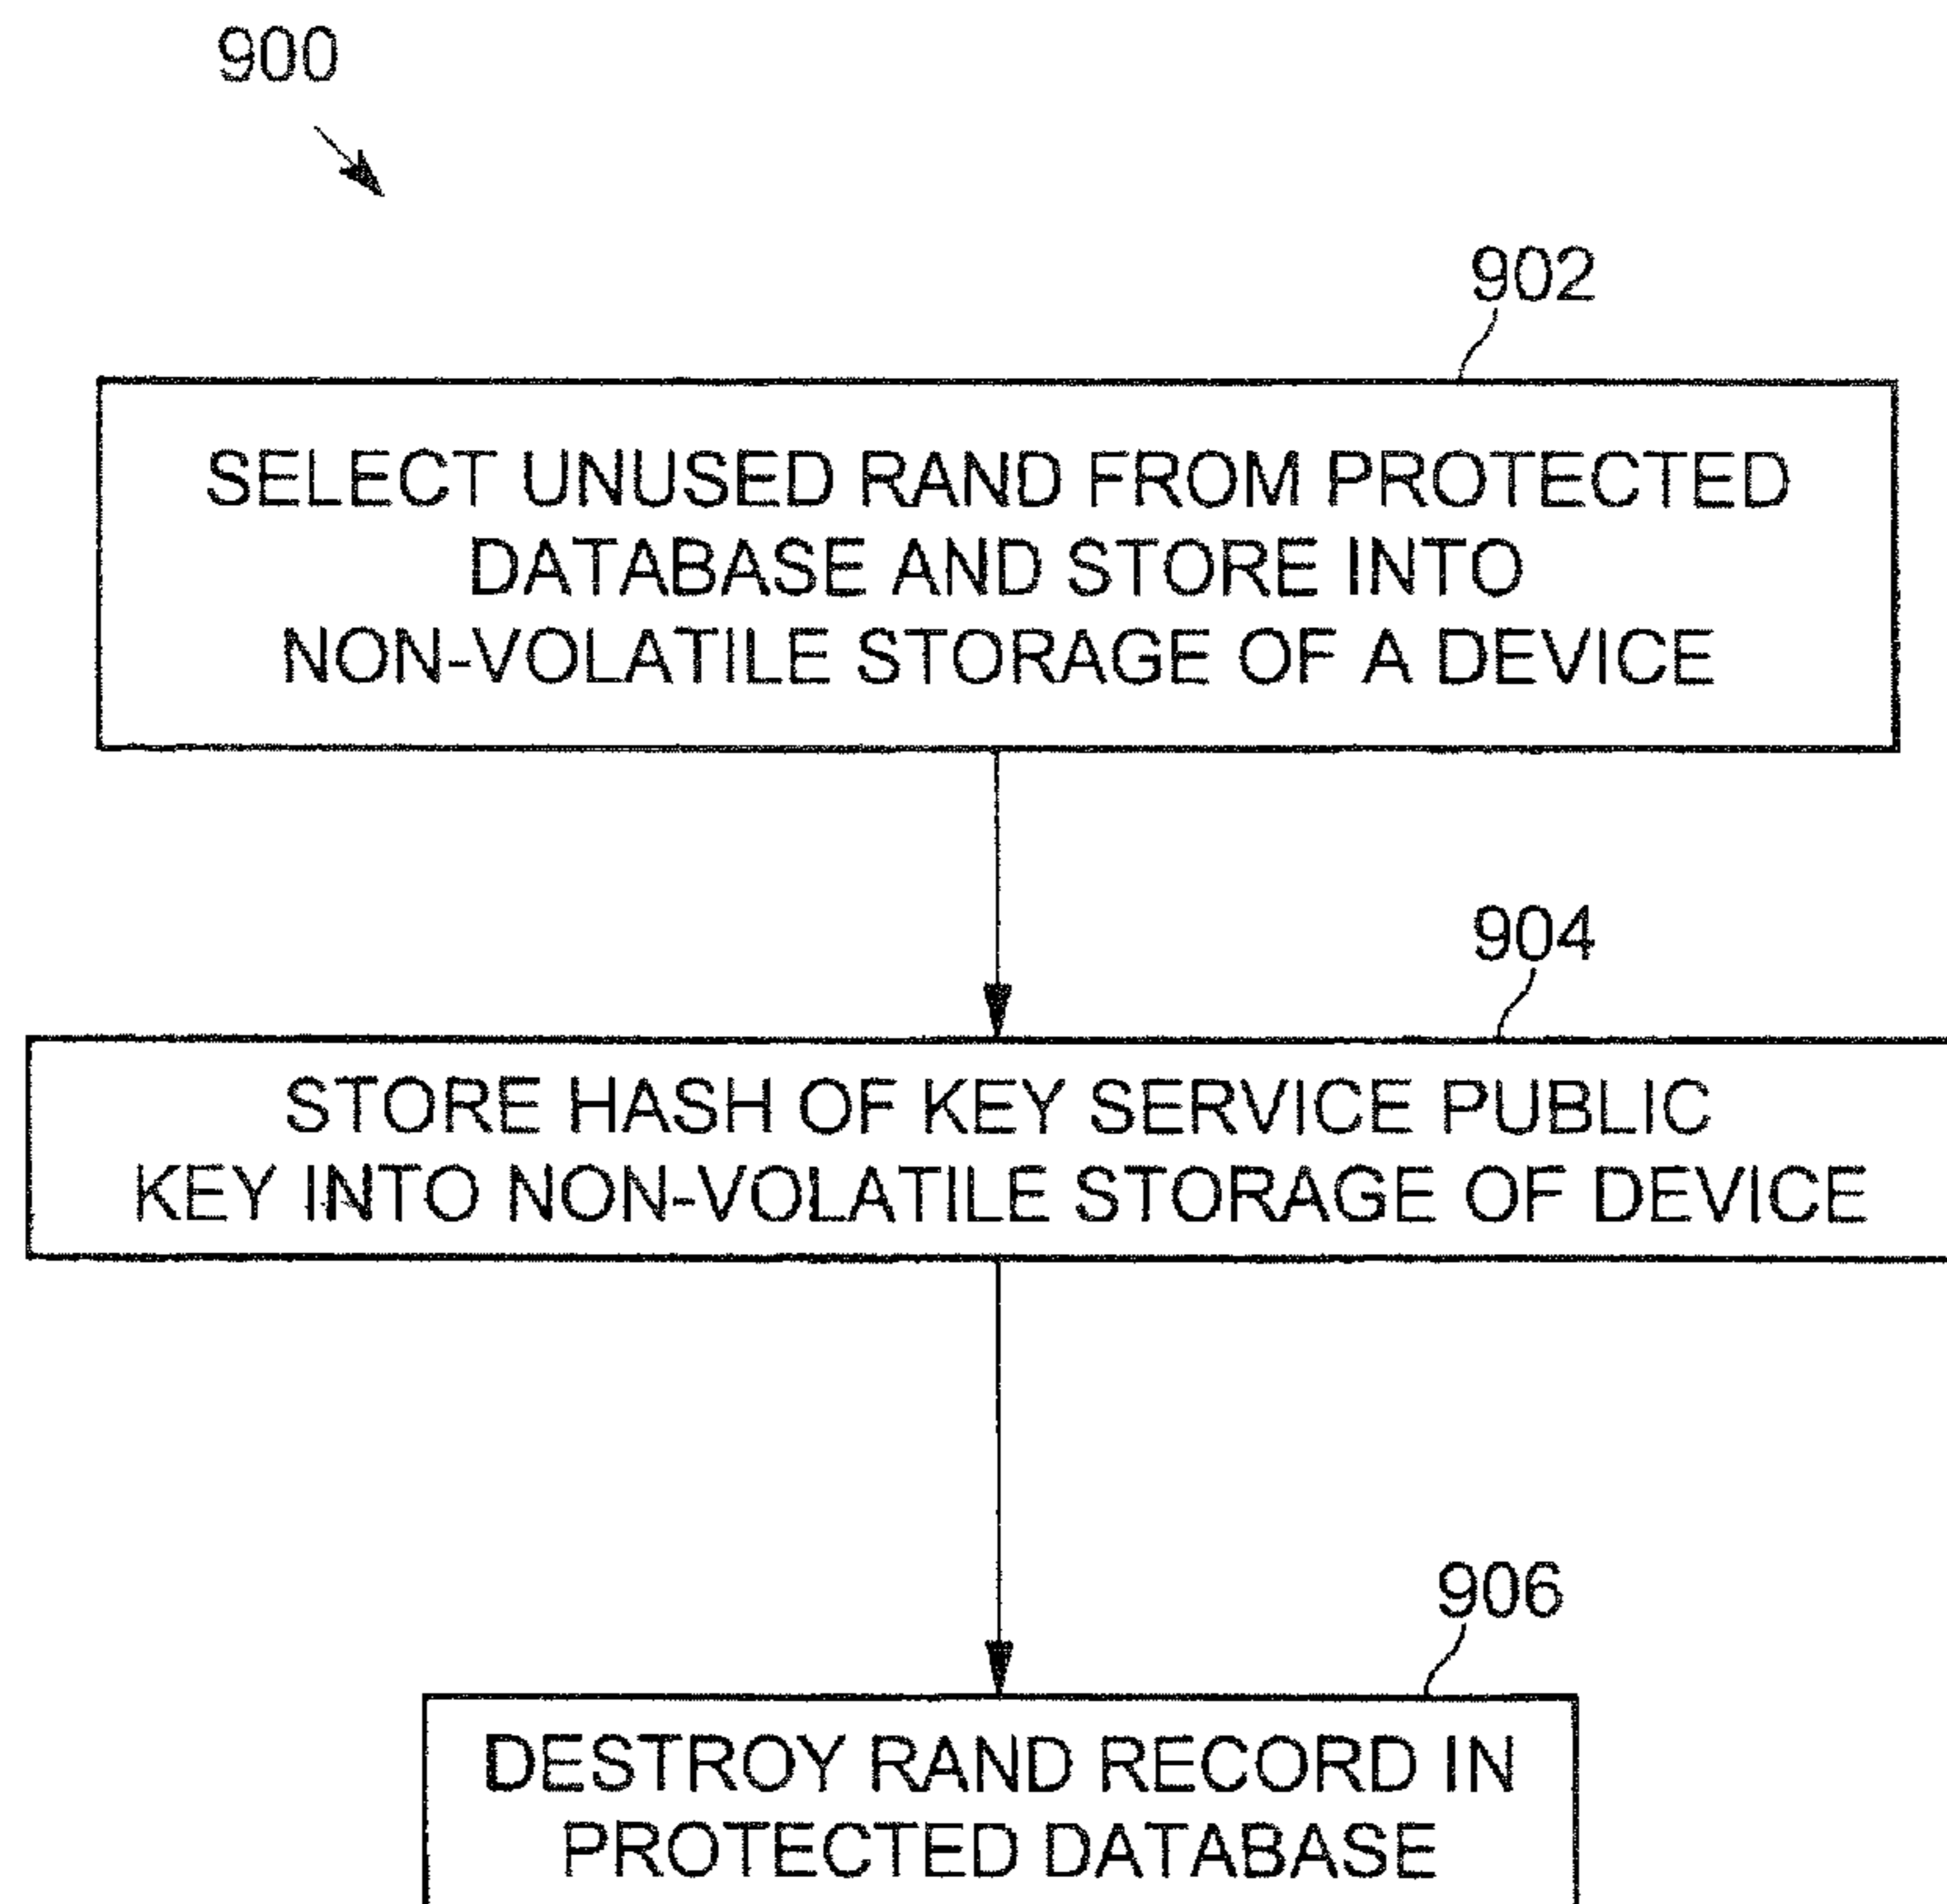 900
902
SELECT UNUSED RAND FROM PROTECTED
DATABASE AND STORE INTO
NON-VOLATILE STORAGE OF A DEVICE
904
STORE HASH OF KEY SERVICE PUBLIC
KEY INTO NON-VOLATILE STORAGE OF DEVICE
906
DESTROY RAND RECORD IN
PROTECTED DATABASE